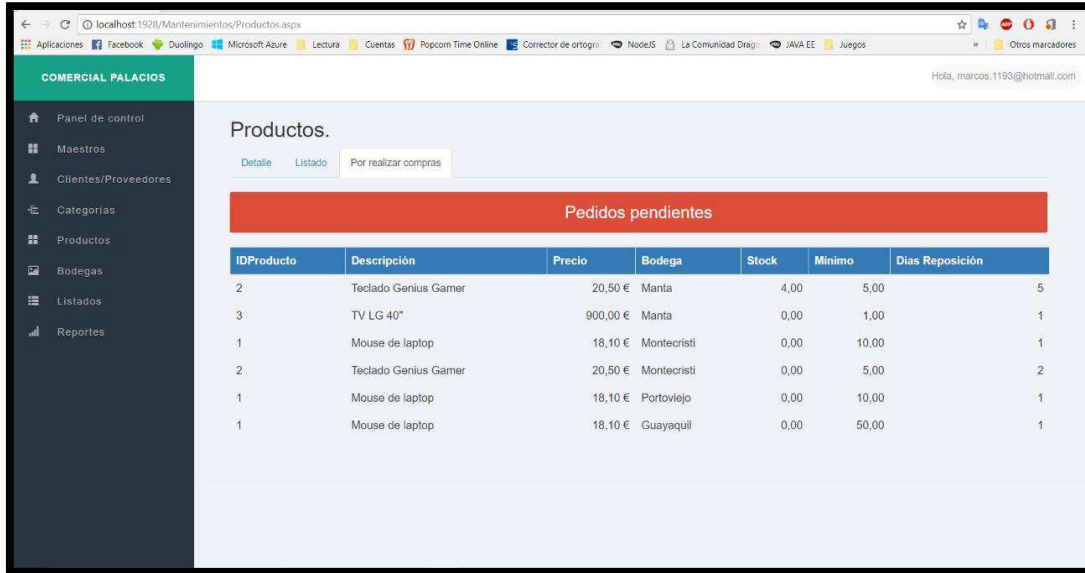 localhost:1928/Mantenimientos/Productos.aspx
Aplicaciones Facebook Duolingo Microsoft Azure Lectura Cuentas Popcorn Time Online Corrector de ortogra NodeJS La Comunidad Drag JAVA EE Juegos » Otros marcadores
COMERCIAL PALACIOS
Hola, marcos.1193@hotmail.com
Panel de control
Maestros
Clientes/Proveedores
Categorías
Productos
Bodegas
Listados
Reportes
Productos.
Detalle Listado Por realizar compras
Pedidos pendientes
IDProducto Descripción Precio Bodega Stock Mínimo Dias Reposición
2 Teclado Genius Gamer 20,50 € Manta 4,00 5,00 5
3 TV LG 40" 900,00 € Manta 0,00 1,00 1
1 Mouse de laptop 18,10 € Montecristi 0,00 10,00 1
2 Teclado Genius Gamer 20,50 € Montecristi 0,00 5,00 2
1 Mouse de laptop 18,10 € Portoviejo 0,00 10,00 1
1 Mouse de laptop 18,10 € Guayaquil 0,00 50,00 1